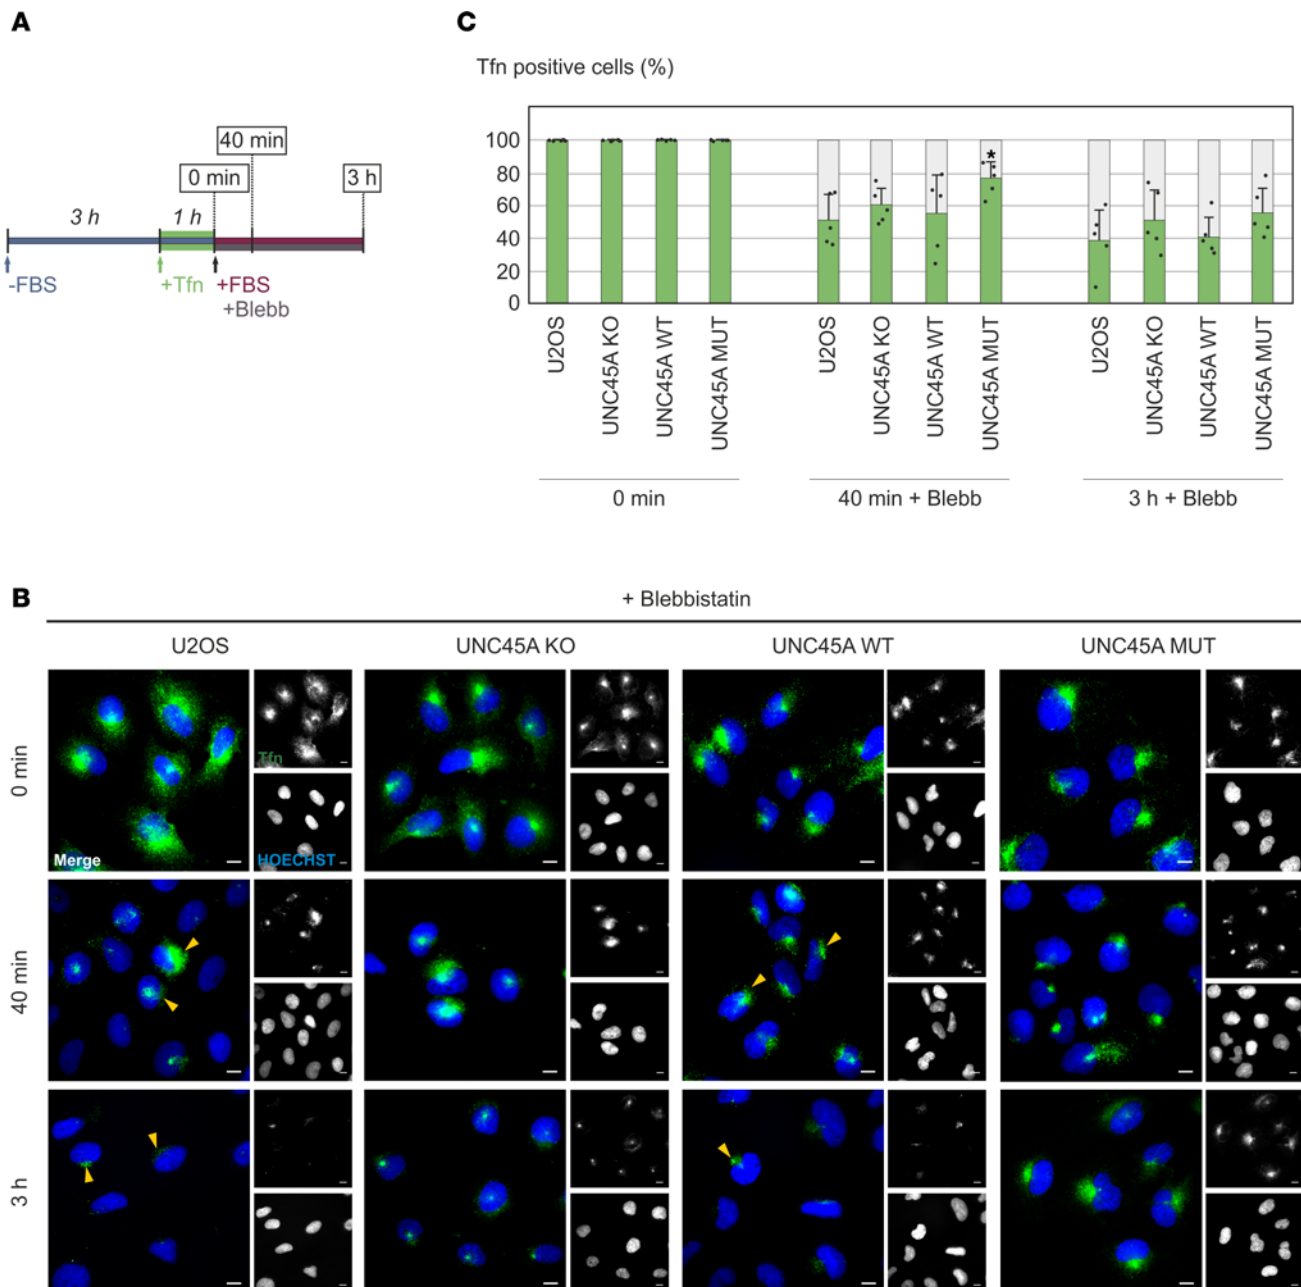 A
40 min
0 min
3 h
3 h
1 h
-FBS
+Tfn
+FBS
+Blebb
C
Tfn positive cells (%)
100
80
60
40
20
0
*
U2OS
UNC45A KO
UNC45A WT
UNC45A MUT
U2OS
UNC45A KO
UNC45A WT
UNC45A MUT
U2OS
UNC45A KO
UNC45A WT
UNC45A MUT
0 min
40 min + Blebb
3 h + Blebb
B
+ Blebbistatin
U2OS
UNC45A KO
UNC45A WT
UNC45A MUT
0 min
Tfn
Merge
HOECHST
40 min
3 h